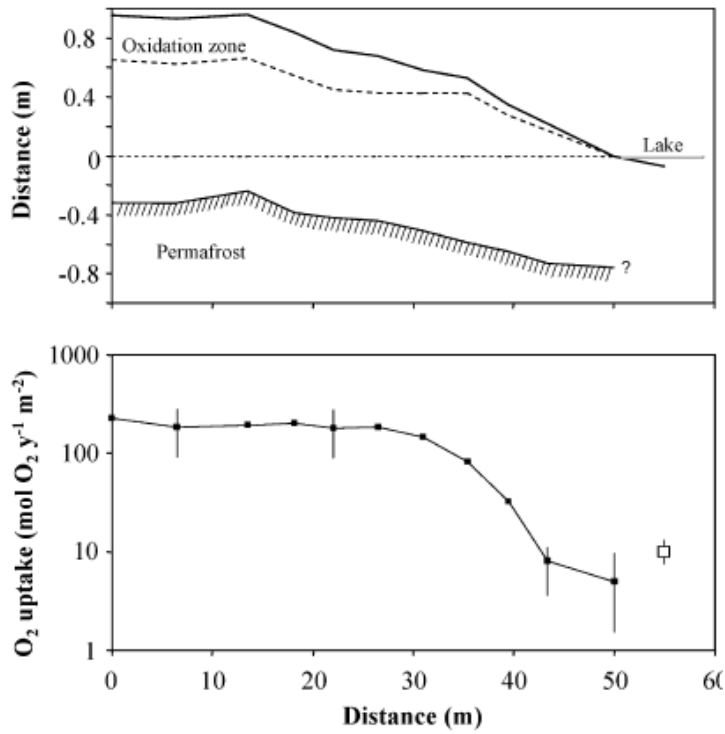 0.8
Oxidation zone
0.4
Distance (m)
0
Lake
-0.4
Permafrost
?
-0.8
1000
100
10
1
O₂ uptake (mol O₂ y⁻¹ m⁻²)
0 10 20 30 40 50 60
Distance (m)